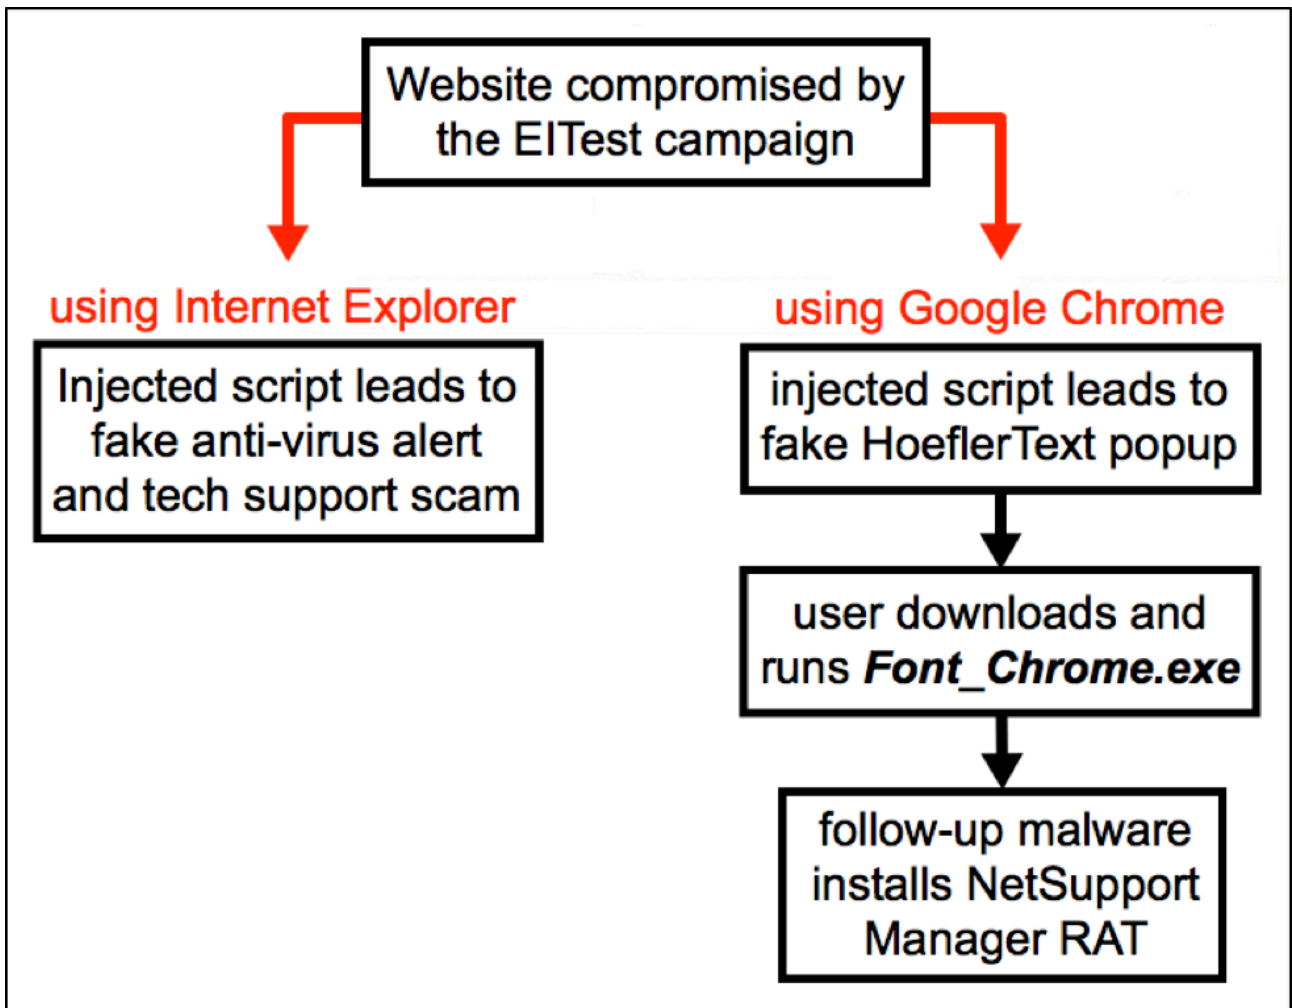 Website compromised by
the EITest campaign
using Internet Explorer
Injected script leads to
fake anti-virus alert
and tech support scam
using Google Chrome
injected script leads to
fake HoeflerText popup
user downloads and
runs Font_Chrome.exe
follow-up malware
installs NetSupport
Manager RAT